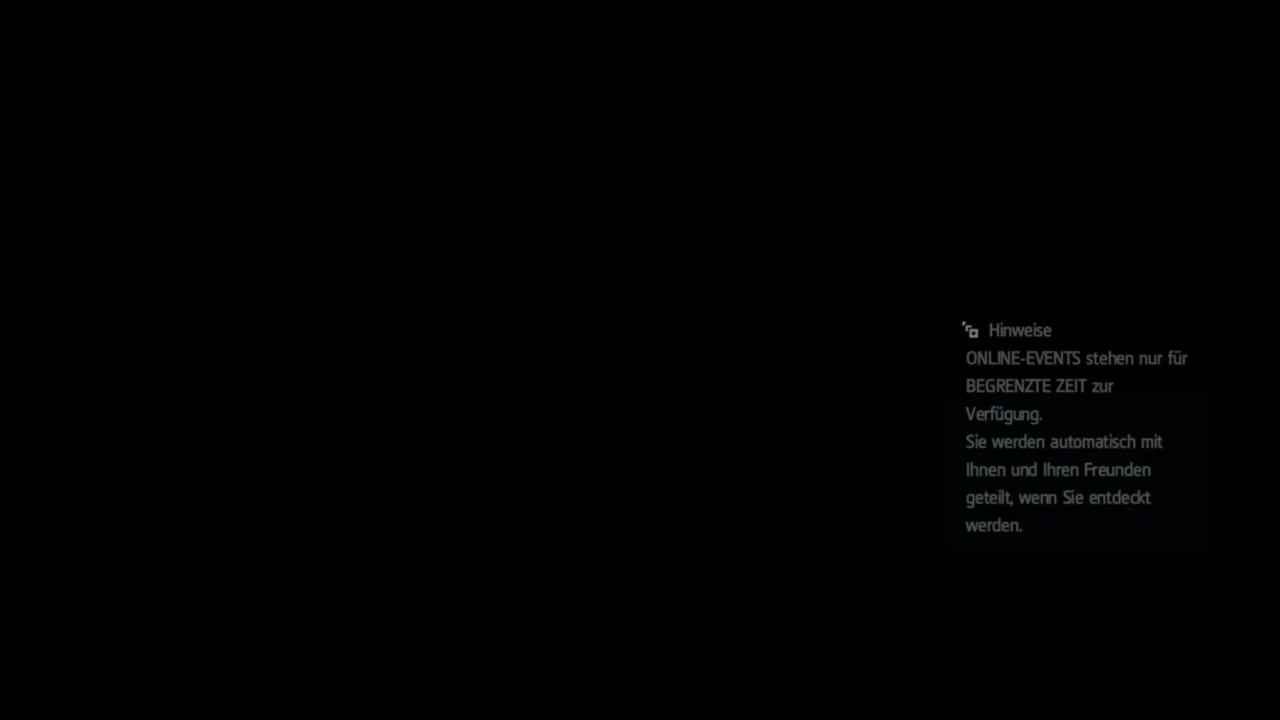 Hinweise
ONLINE-EVENTS stehen nur für
BEGRENZTE ZEIT zur
Verfügung.
Sie werden automatisch mit
Ihnen und Ihren Freunden
geteilt, wenn Sie entdeckt
werden.